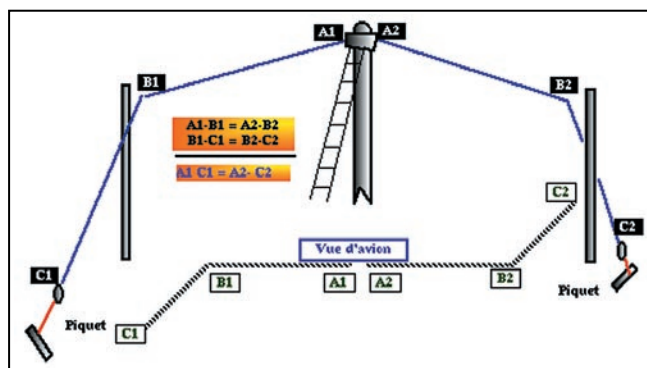 A1 A2
B1 B2
A1-B1 = A2-B2
B1-C1 = B2-C2
A1 C1 = A2- C2
C2
Vue d'avion
C1 C2
B1 A1 A2 B2
Piquet Piquet
C1